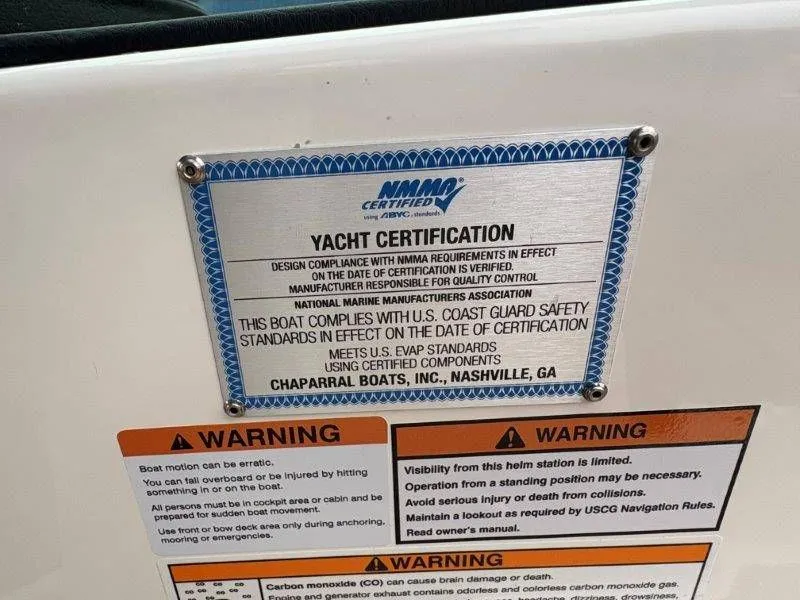 NMMA®
CERTIFIED
using ABYC standards
YACHT CERTIFICATION
DESIGN COMPLIANCE WITH NMMA REQUIREMENTS IN EFFECT
ON THE DATE OF CERTIFICATION IS VERIFIED.
MANUFACTURER RESPONSIBLE FOR QUALITY CONTROL
NATIONAL MARINE MANUFACTURERS ASSOCIATION
THIS BOAT COMPLIES WITH U.S. COAST GUARD SAFETY
STANDARDS IN EFFECT ON THE DATE OF CERTIFICATION
MEETS U.S. EVAP STANDARDS
USING CERTIFIED COMPONENTS
CHAPARRAL BOATS, INC., NASHVILLE, GA
WARNING
Boat motion can be erratic.
You can fall overboard or be injured by hitting
something in or on the boat.
All persons must be in cockpit area or cabin and be
prepared for sudden boat movement.
Use front or bow deck area only during anchoring,
mooring or emergencies.
WARNING
Visibility from this helm station is limited.
Operation from a standing position may be necessary.
Avoid serious injury or death from collisions.
Maintain a lookout as required by USCG Navigation Rules.
Read owner's manual.
WARNING
co co co co
Carbon monoxide (CO) can cause brain damage or death.
Engine and generator exhaust contains odorless and colorless carbon monoxide gas.
headache, dizziness, drowsiness,